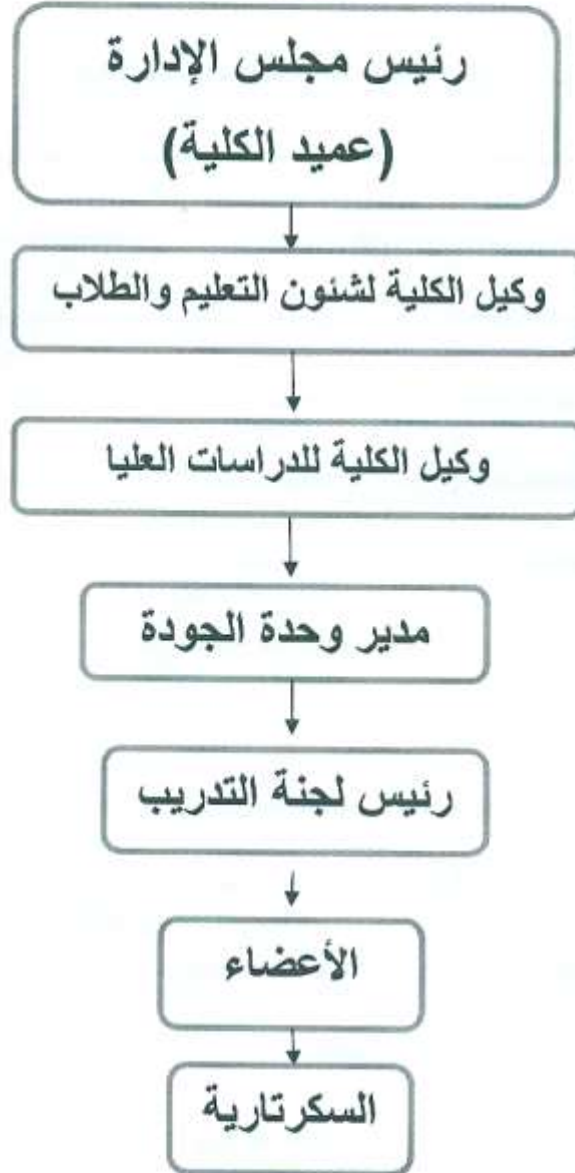 رئيس مجلس الإدارة
(عميد الكلية)
وكيل الكلية لشئون التعليم والطلاب
وكيل الكلية للدراسات العليا
مدير وحدة الجودة
رئيس لجنة التدريب
الأعضاء
السكرتارية